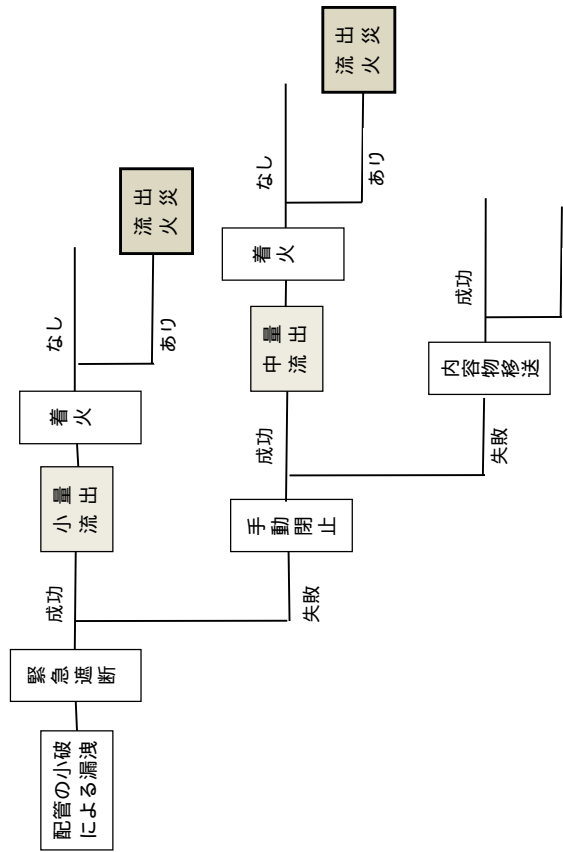 配管の小破
による漏洩
緊急遮断
成功
失敗
小量
流出
着火
なし
あり
流出
火災
手動閉止
成功
失敗
中量
流出
着火
なし
あり
流出
火災
内容物移送
成功